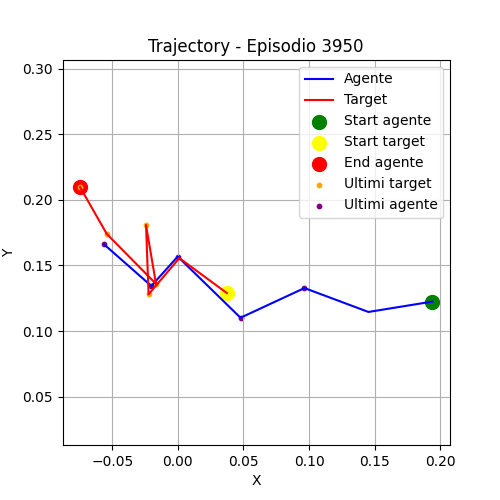 Trajectory - Episodio 3950
0.30
0.25
0.20
0.15
0.10
0.05
Y
−0.05
0.00
0.05
0.10
0.15
0.20
X
Agente
Target
Start agente
Start target
End agente
Ultimi target
Ultimi agente